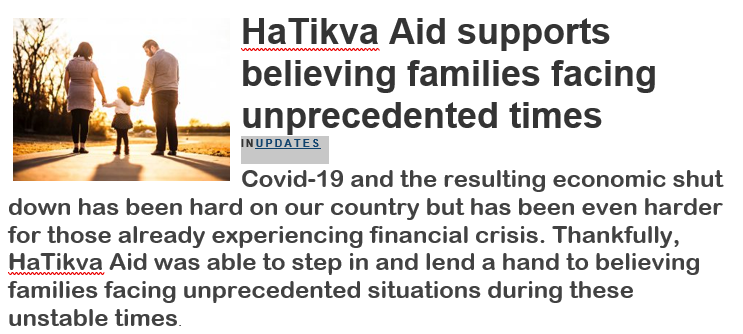 HaTikva Aid supports
believing families facing
unprecedented times
INUPDATES
Covid-19 and the resulting economic shut
down has been hard on our country but has been even harder
for those already experiencing financial crisis. Thankfully,
HaTikva Aid was able to step in and lend a hand to believing
families facing unprecedented situations during these
unstable times.